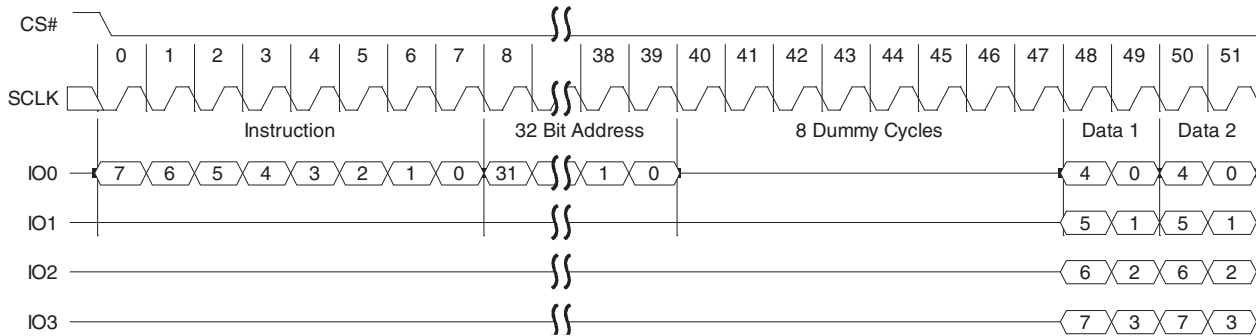 CS#
0 1 2 3 4 5 6 7 8 38 39 40 41 42 43 44 45 46 47 48 49 50 51
SCLK
Instruction 32 Bit Address 8 Dummy Cycles Data 1 Data 2
IO0 7 6 5 4 3 2 1 0 31 1 0 4 0 4 0
IO1 5 1 5 1
IO2 6 2 6 2
IO3 7 3 7 3